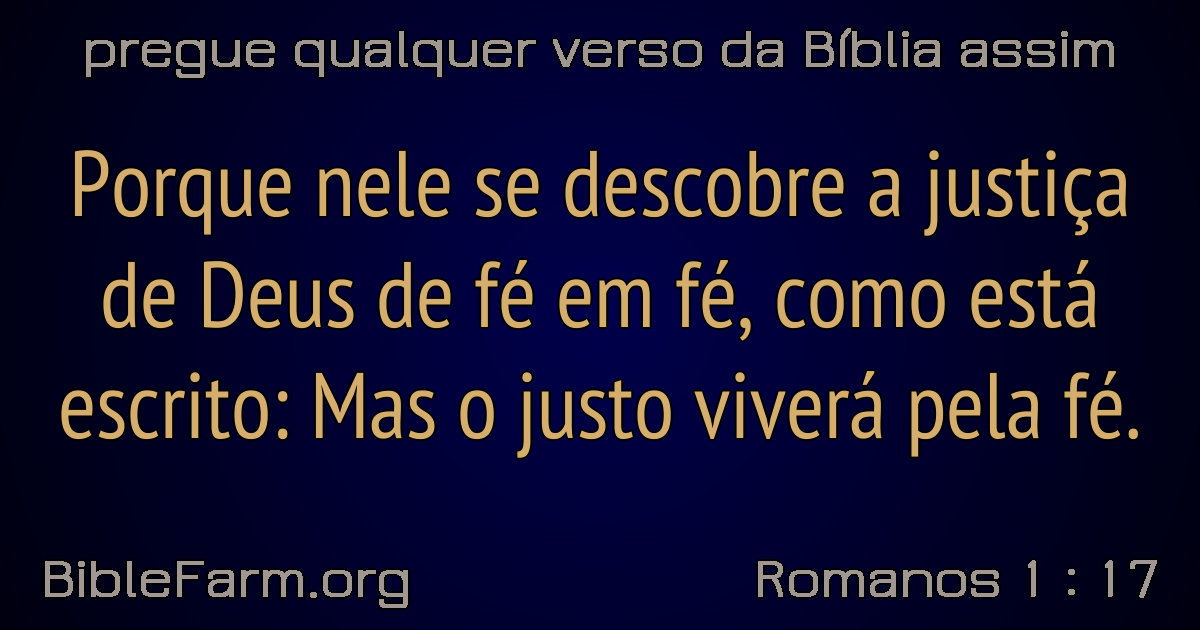 pregue qualquer verso da Bíblia assim
Porque nele se descobre a justiça
de Deus de fé em fé, como está
escrito: Mas o justo viverá pela fé.
BibleFarm.org
Romanos 1 : 17